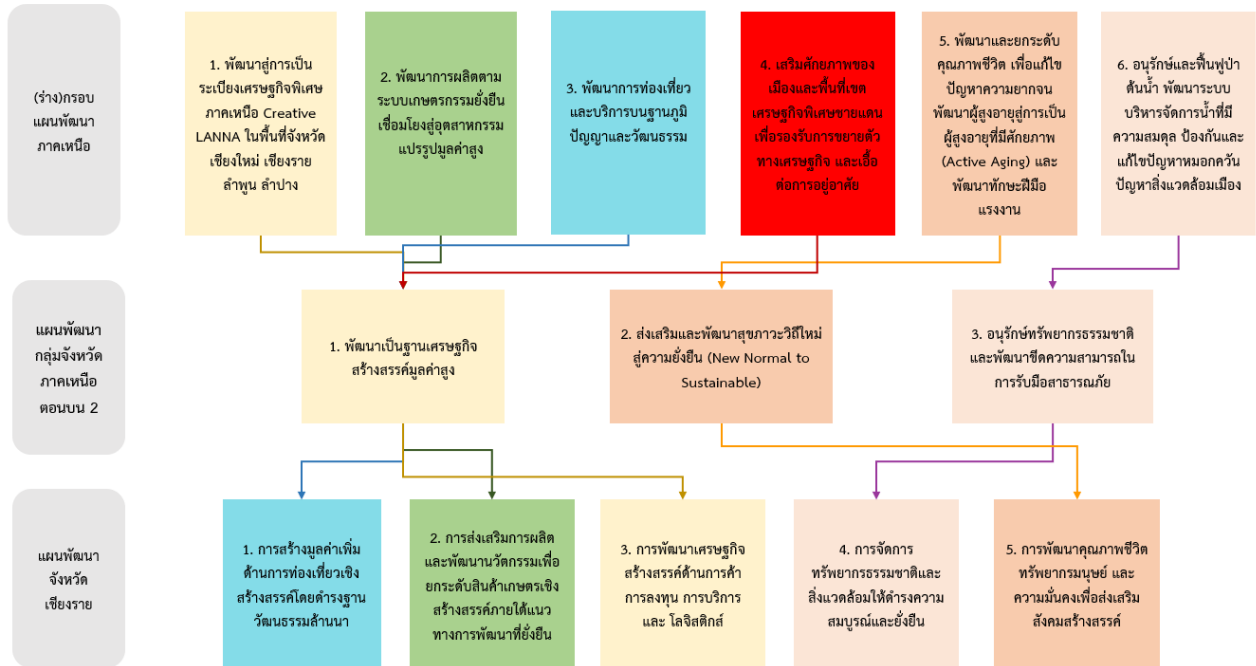 (ร่าง)กรอบ
แผนพัฒนา
ภาคเหนือ
1. พัฒนาสู่การเป็น
ระเบียงเศรษฐกิจพิเศษ
ภาคเหนือ Creative
LANNA ในพื้นที่จังหวัด
เชียงใหม่ เชียงราย
ลำพูน ลำปาง
2. พัฒนาการผลิตตาม
ระบบเกษตรกรรมยั่งยืน
เชื่อมโยงสู่อุตสาหกรรม
แปรรูปมูลค่าสูง
3. พัฒนาการท่องเที่ยว
และบริการบนฐานภูมิ
ปัญญาและวัฒนธรรม
4. เสริมศักยภาพของ
เมืองและพื้นที่เขต
เศรษฐกิจพิเศษชายแดน
เพื่อรองรับการขยายตัว
ทางเศรษฐกิจ และเอื้อ
ต่อการอยู่อาศัย
5. พัฒนาและยกระดับ
คุณภาพชีวิต เพื่อแก้ไข
ปัญหาความยากจน
พัฒนาผู้สูงอายุสู่การเป็น
ผู้สูงอายุที่มีศักยภาพ
(Active Aging) และ
พัฒนาทักษะฝีมือ
แรงงาน
6. อนุรักษ์และฟื้นฟูป่า
ต้นน้ำ พัฒนาระบบ
บริหารจัดการน้ำที่มี
ความสมดุล ป้องกันและ
แก้ไขปัญหาหมอกควัน
ปัญหาสิ่งแวดล้อมเมือง
แผนพัฒนา
กลุ่มจังหวัด
ภาคเหนือ
ตอนบน 2
1. พัฒนาเป็นฐานเศรษฐกิจ
สร้างสรรค์มูลค่าสูง
2. ส่งเสริมและพัฒนาสุขภาวะวิถีใหม่
สู่ความยั่งยืน (New Normal to
Sustainable)
3. อนุรักษ์ทรัพยากรธรรมชาติ
และพัฒนาขีดความสามารถใน
การรับมือสาธารณภัย
แผนพัฒนา
จังหวัด
เชียงราย
1. การสร้างมูลค่าเพิ่ม
ด้านการท่องเที่ยวเชิง
สร้างสรรค์โดยดำรงฐาน
วัฒนธรรมล้านนา
2. การส่งเสริมการผลิต
และพัฒนานวัตกรรมเพื่อ
ยกระดับสินค้าเกษตรเชิง
สร้างสรรค์ภายใต้แนว
ทางการพัฒนาที่ยั่งยืน
3. การพัฒนาเศรษฐกิจ
สร้างสรรค์ด้านการค้า
การลงทุน การบริการ
และ โลจิสติกส์
4. การจัดการ
ทรัพยากรธรรมชาติและ
สิ่งแวดล้อมให้ดำรงความ
สมบูรณ์และยั่งยืน
5. การพัฒนาคุณภาพชีวิต
ทรัพยากรมนุษย์ และ
ความมั่นคงเพื่อส่งเสริม
สังคมสร้างสรรค์